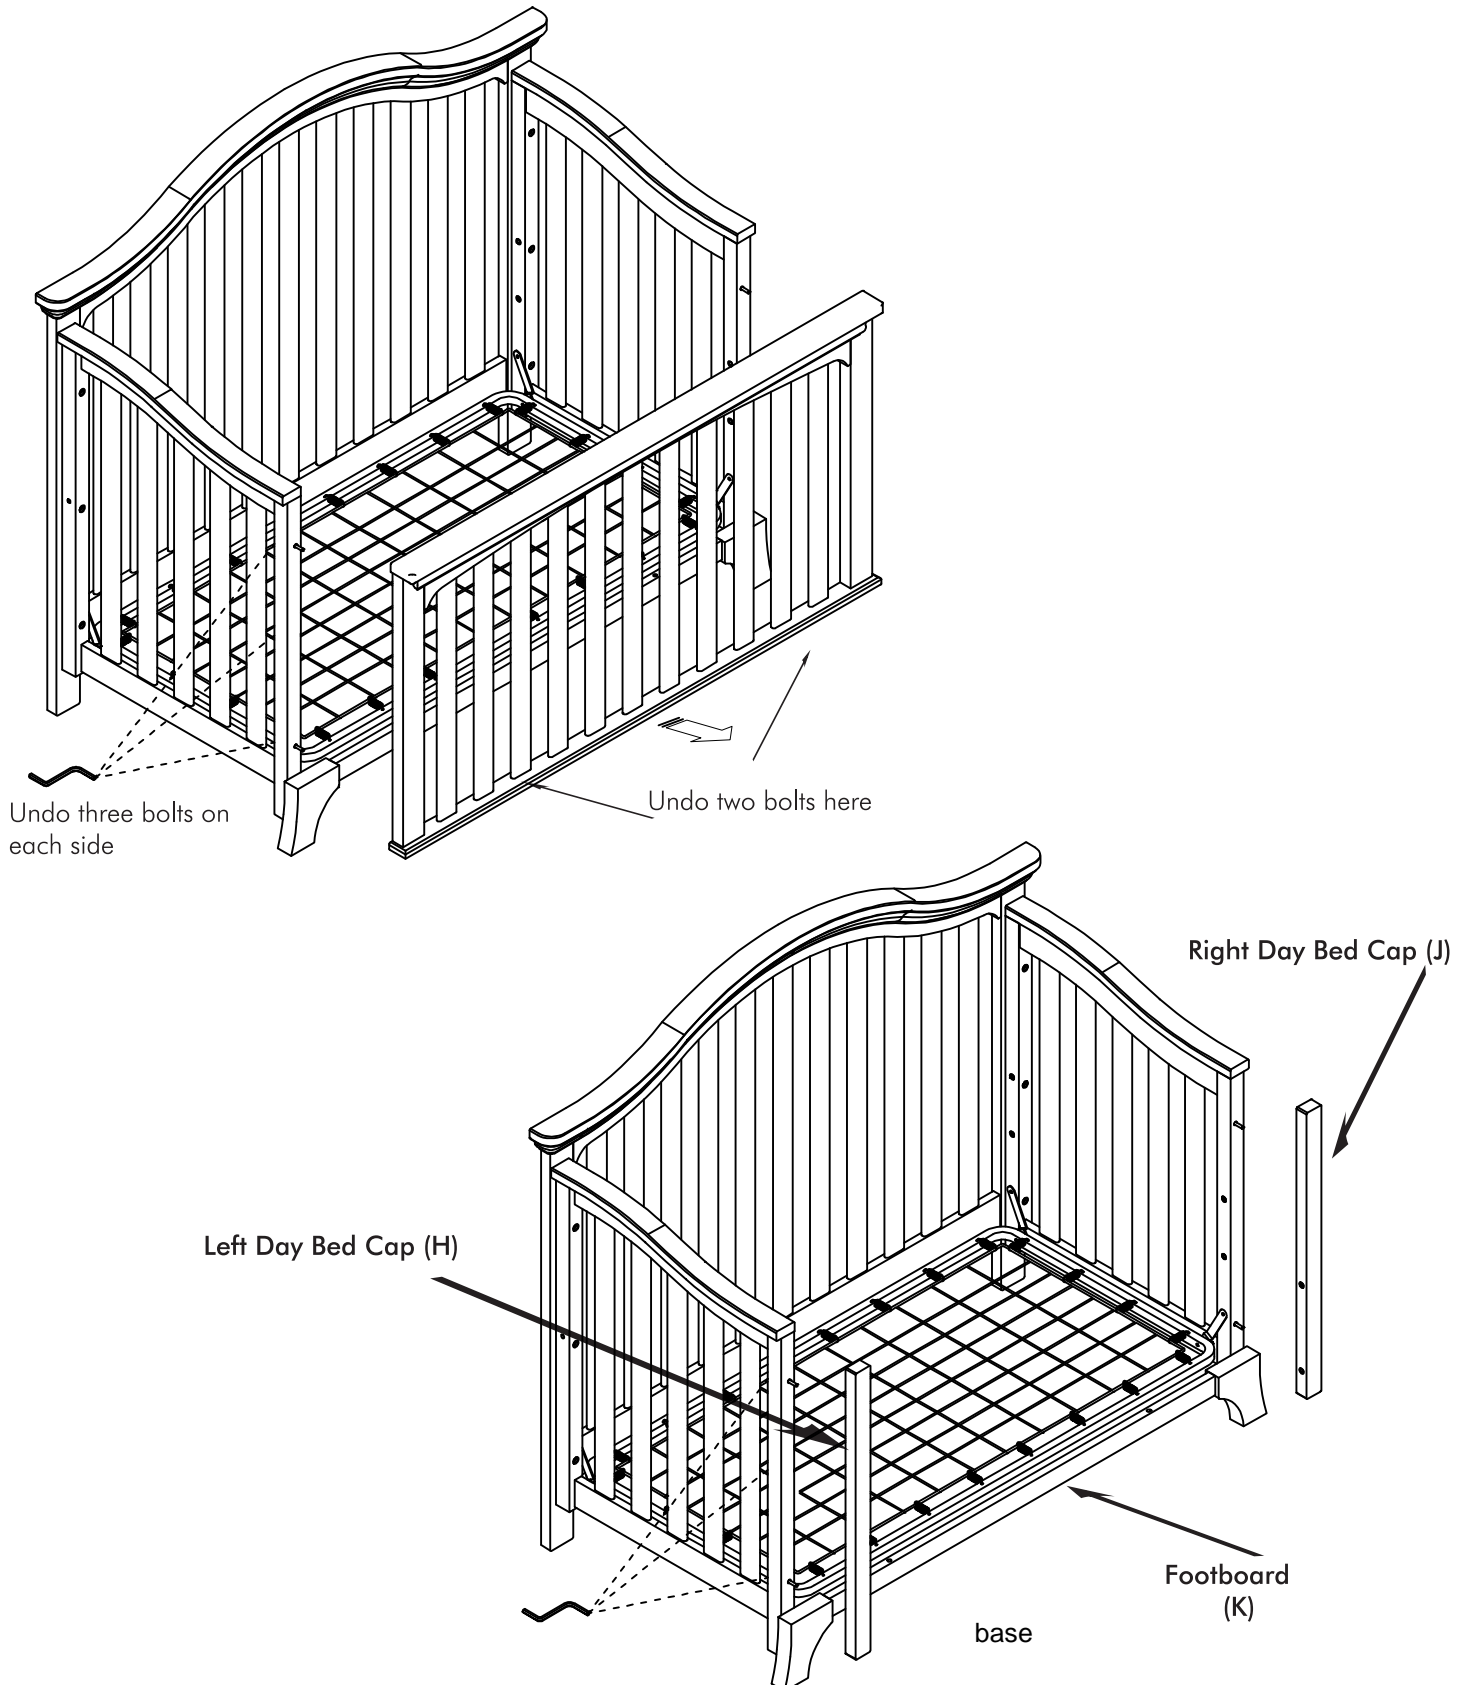 Undo three bolts on
each side
Undo two bolts here
Right Day Bed Cap (J)
Left Day Bed Cap (H)
Footboard
(K)
base